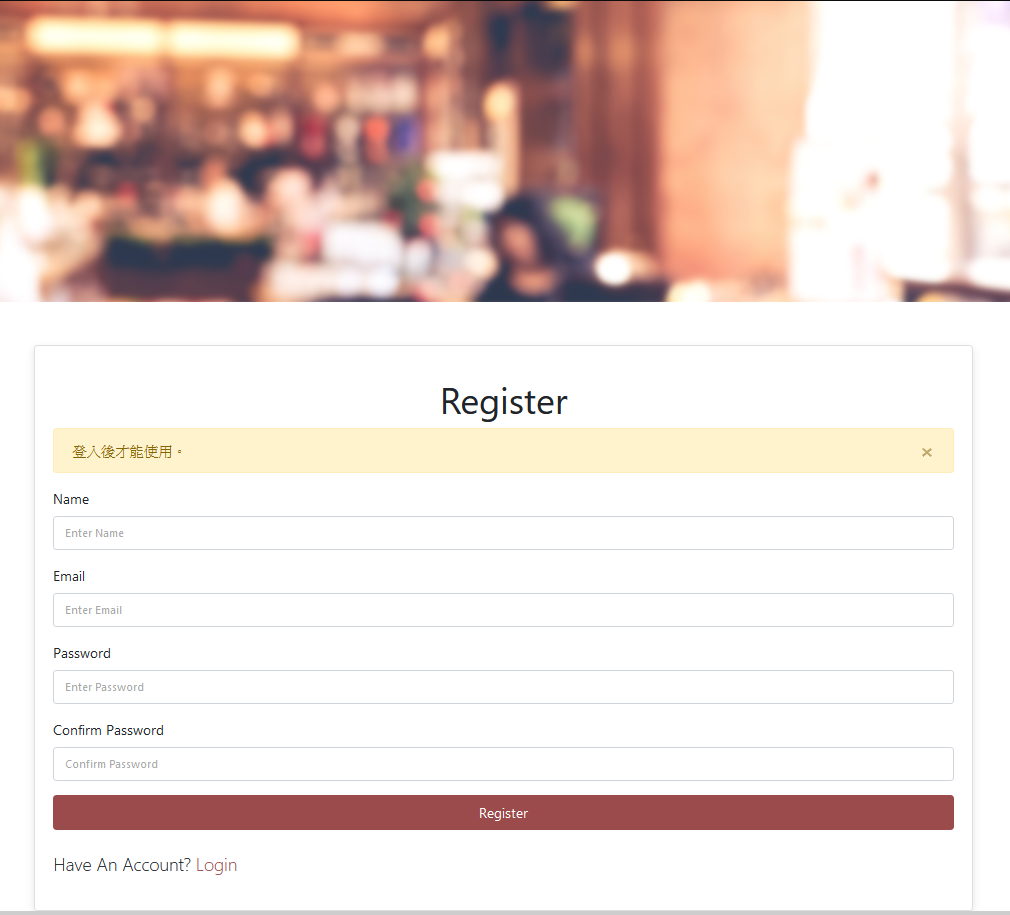 Register
登入後才能使用。
×
Name
Enter Name
Email
Enter Email
Password
Enter Password
Confirm Password
Confirm Password
Register
Have An Account? Login